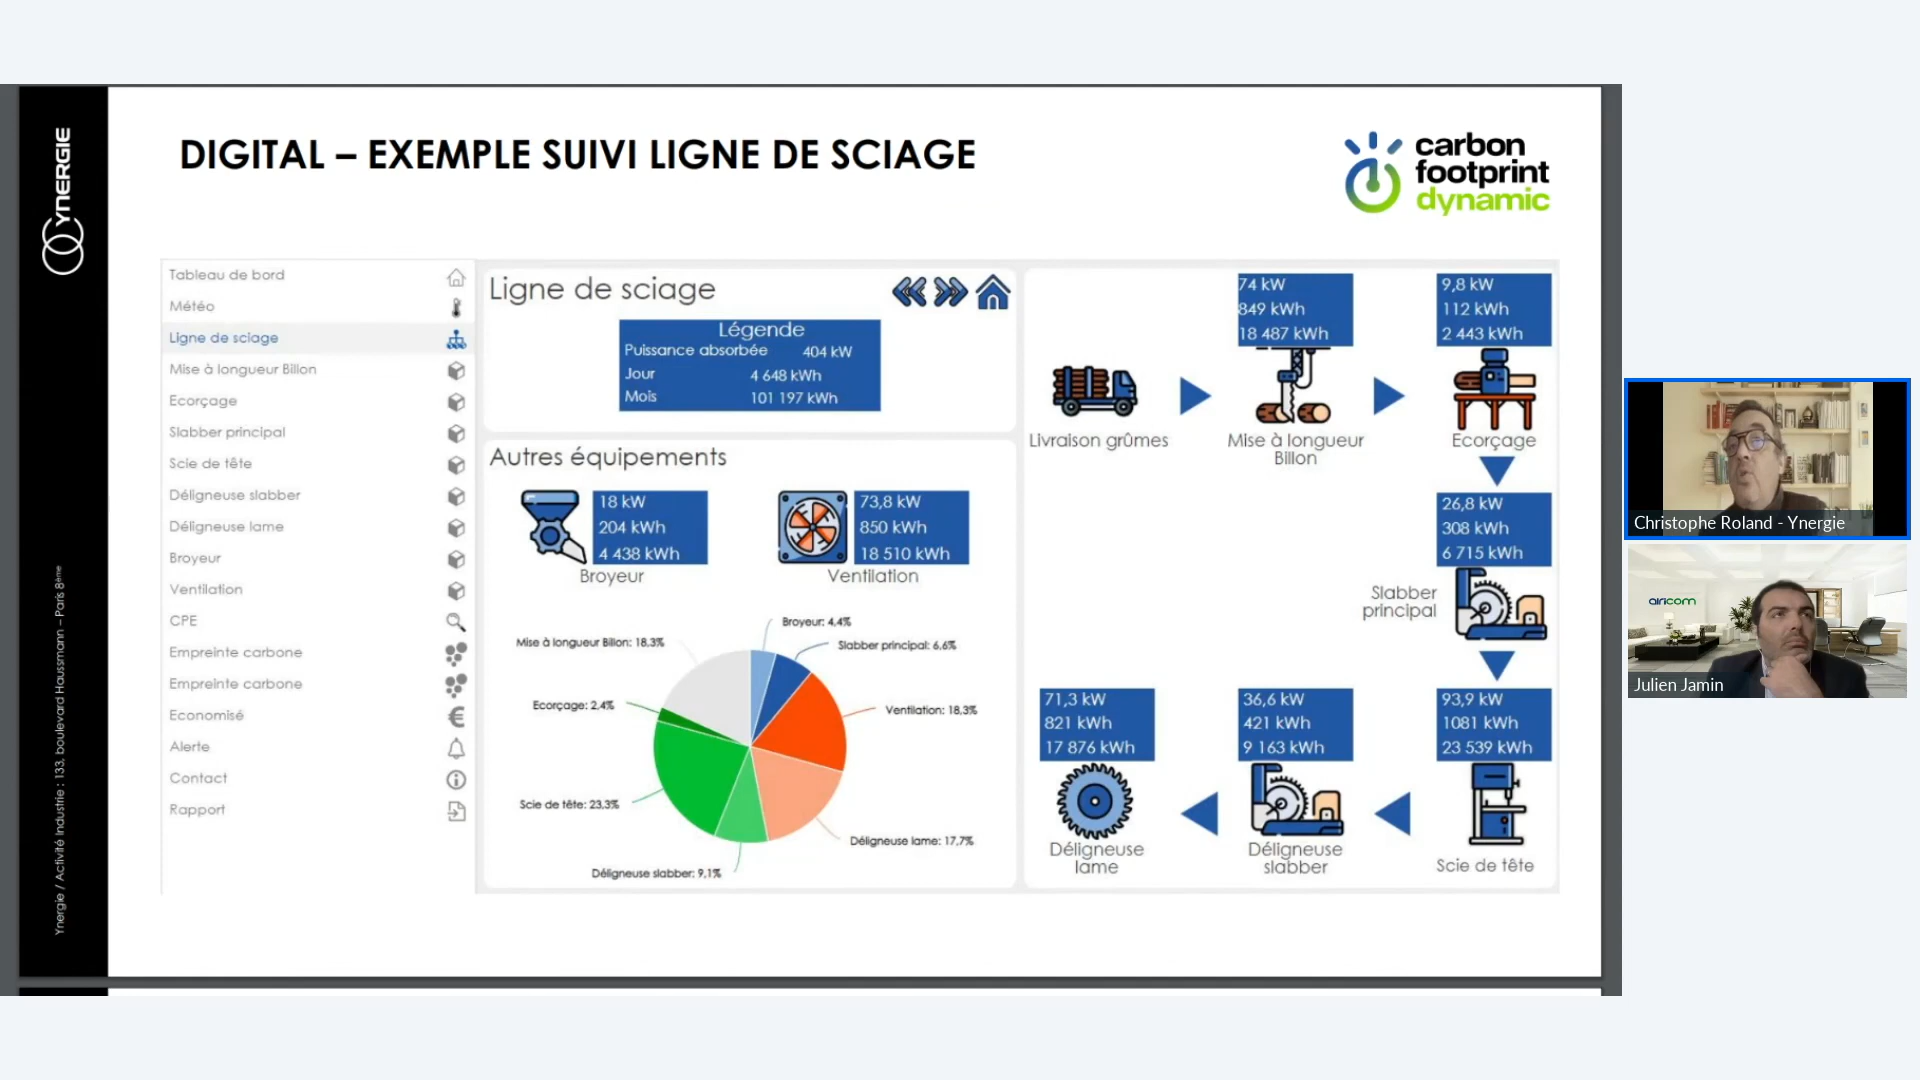 YNERGIE
Ynergie / Activité Industrie : 133, boulevard Haussmann – Paris 8ème
DIGITAL – EXEMPLE SUIVI LIGNE DE SCIAGE
carbon
footprint
dynamic
Tableau de bord
Météo
Ligne de sciage
Mise à longueur Billon
Ecorçage
Slabber principal
Scie de tête
Déligneuse slabber
Déligneuse lame
Broyeur
Ventilation
CPE
Empreinte carbone
Empreinte carbone
Economisé
Alerte
Contact
Rapport
Ligne de sciage
Légende
Puissance absorbée 404 kW
Jour 4 648 kWh
Mois 101 197 kWh
Autres équipements
18 kW
204 kWh
4 438 kWh
Broyeur
73,8 kW
850 kWh
18 510 kWh
Ventilation
Broyeur: 4,4%
Mise à longueur Billon: 18,3%
Slabber principal: 6,6%
Ecorçage: 2,4%
Ventilation: 18,3%
Scie de tête: 23,3%
Déligneuse lame: 17,7%
Déligneuse slabber: 9,1%
Livraison grûmes
74 kW
849 kWh
18 487 kWh
Mise à longueur
Billon
9,8 kW
112 kWh
2 443 kWh
Ecorçage
26,8 kW
308 kWh
6 715 kWh
Slabber
principal
93,9 kW
1081 kWh
23 539 kWh
Scie de tête
36,6 kW
421 kWh
9 163 kWh
Déligneuse
slabber
71,3 kW
821 kWh
17 876 kWh
Déligneuse
lame
Christophe Roland - Ynergie
airicom
Julien Jamin